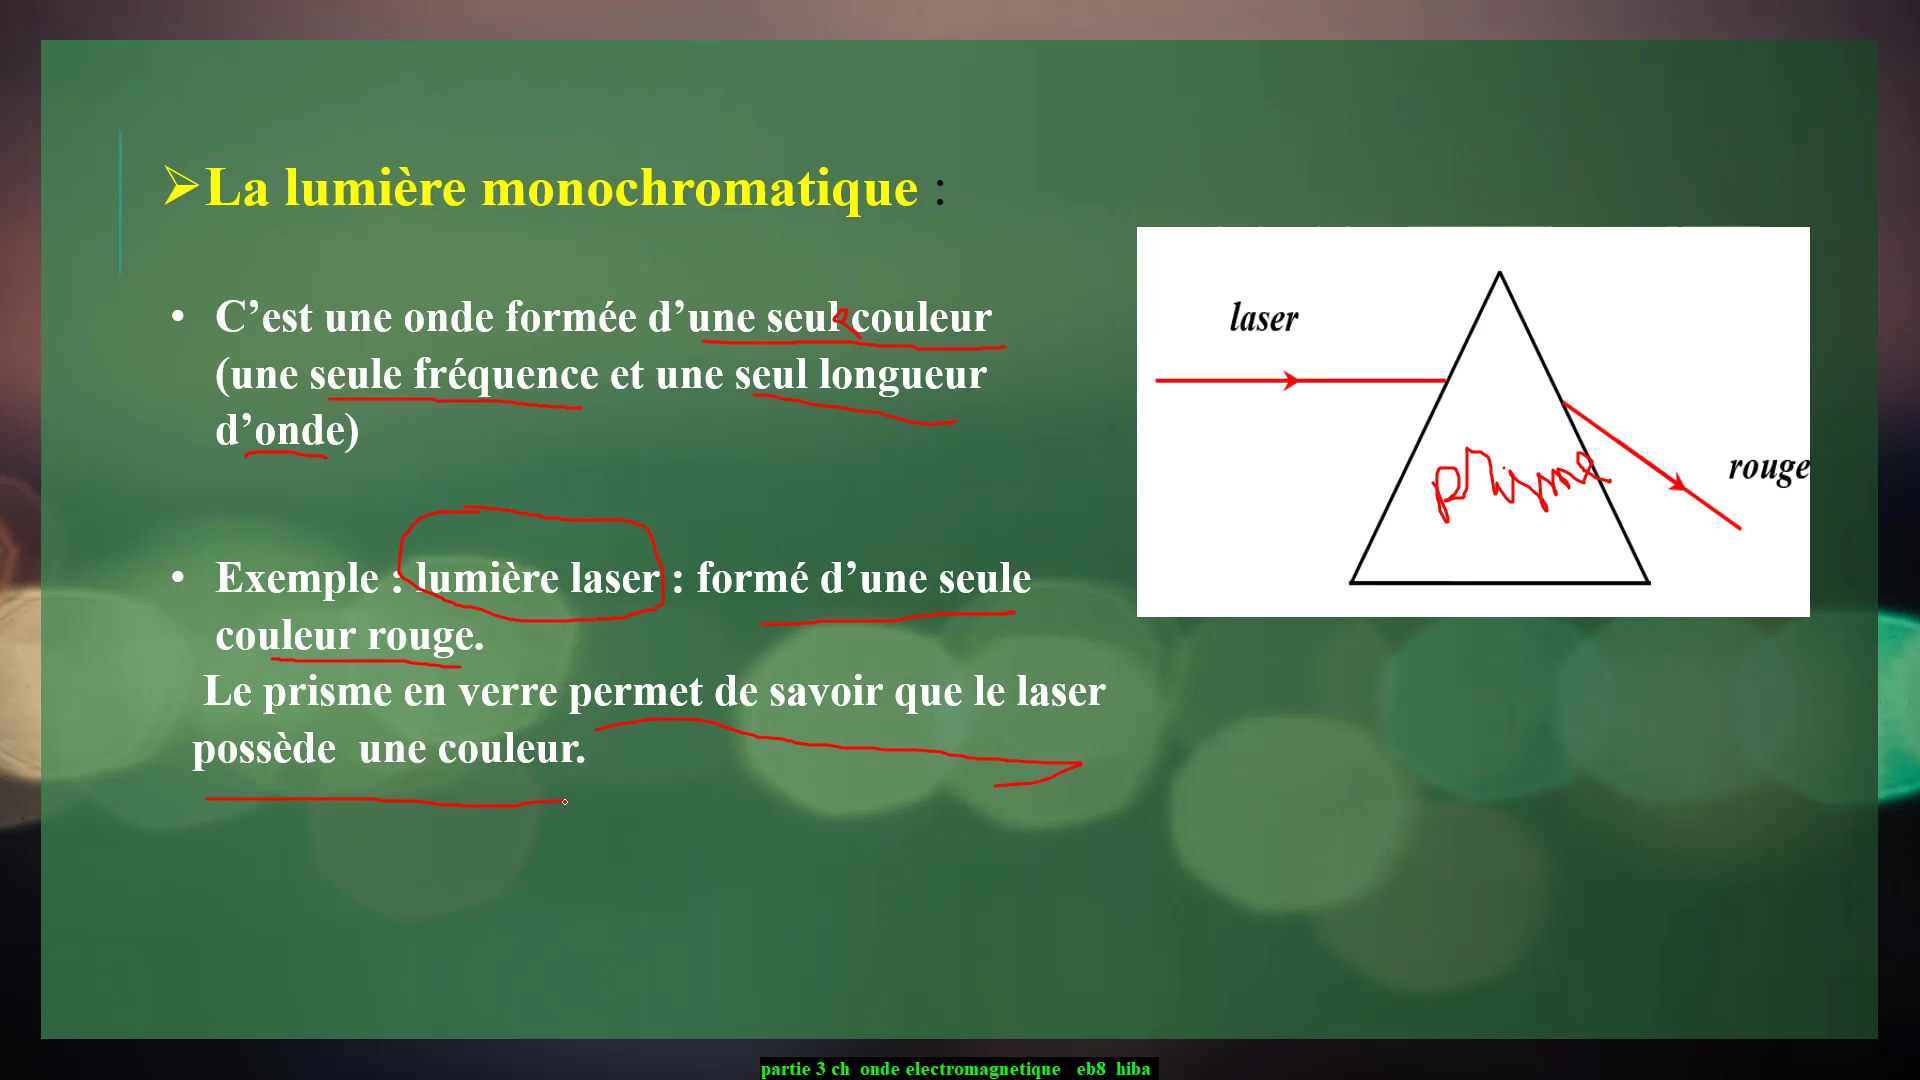 ➢La lumière monochromatique :
• C’est une onde formée d’une seule couleur
(une seule fréquence et une seul longueur
d’onde)
• Exemple : lumière laser : formé d’une seule
couleur rouge.
Le prisme en verre permet de savoir que le laser
possède une couleur.
laser
prisme
rouge
partie 3 ch onde electromagnetique eb8 hiba